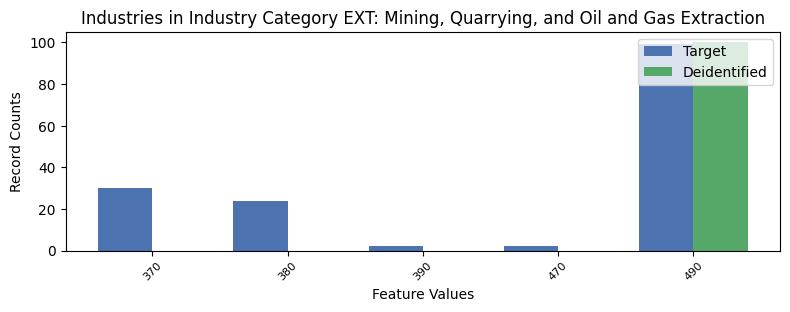 Industries in Industry Category EXT: Mining, Quarrying, and Oil and Gas Extraction
Target
Deidentified
Record Counts
100
80
60
40
20
0
370
380
390
470
490
Feature Values